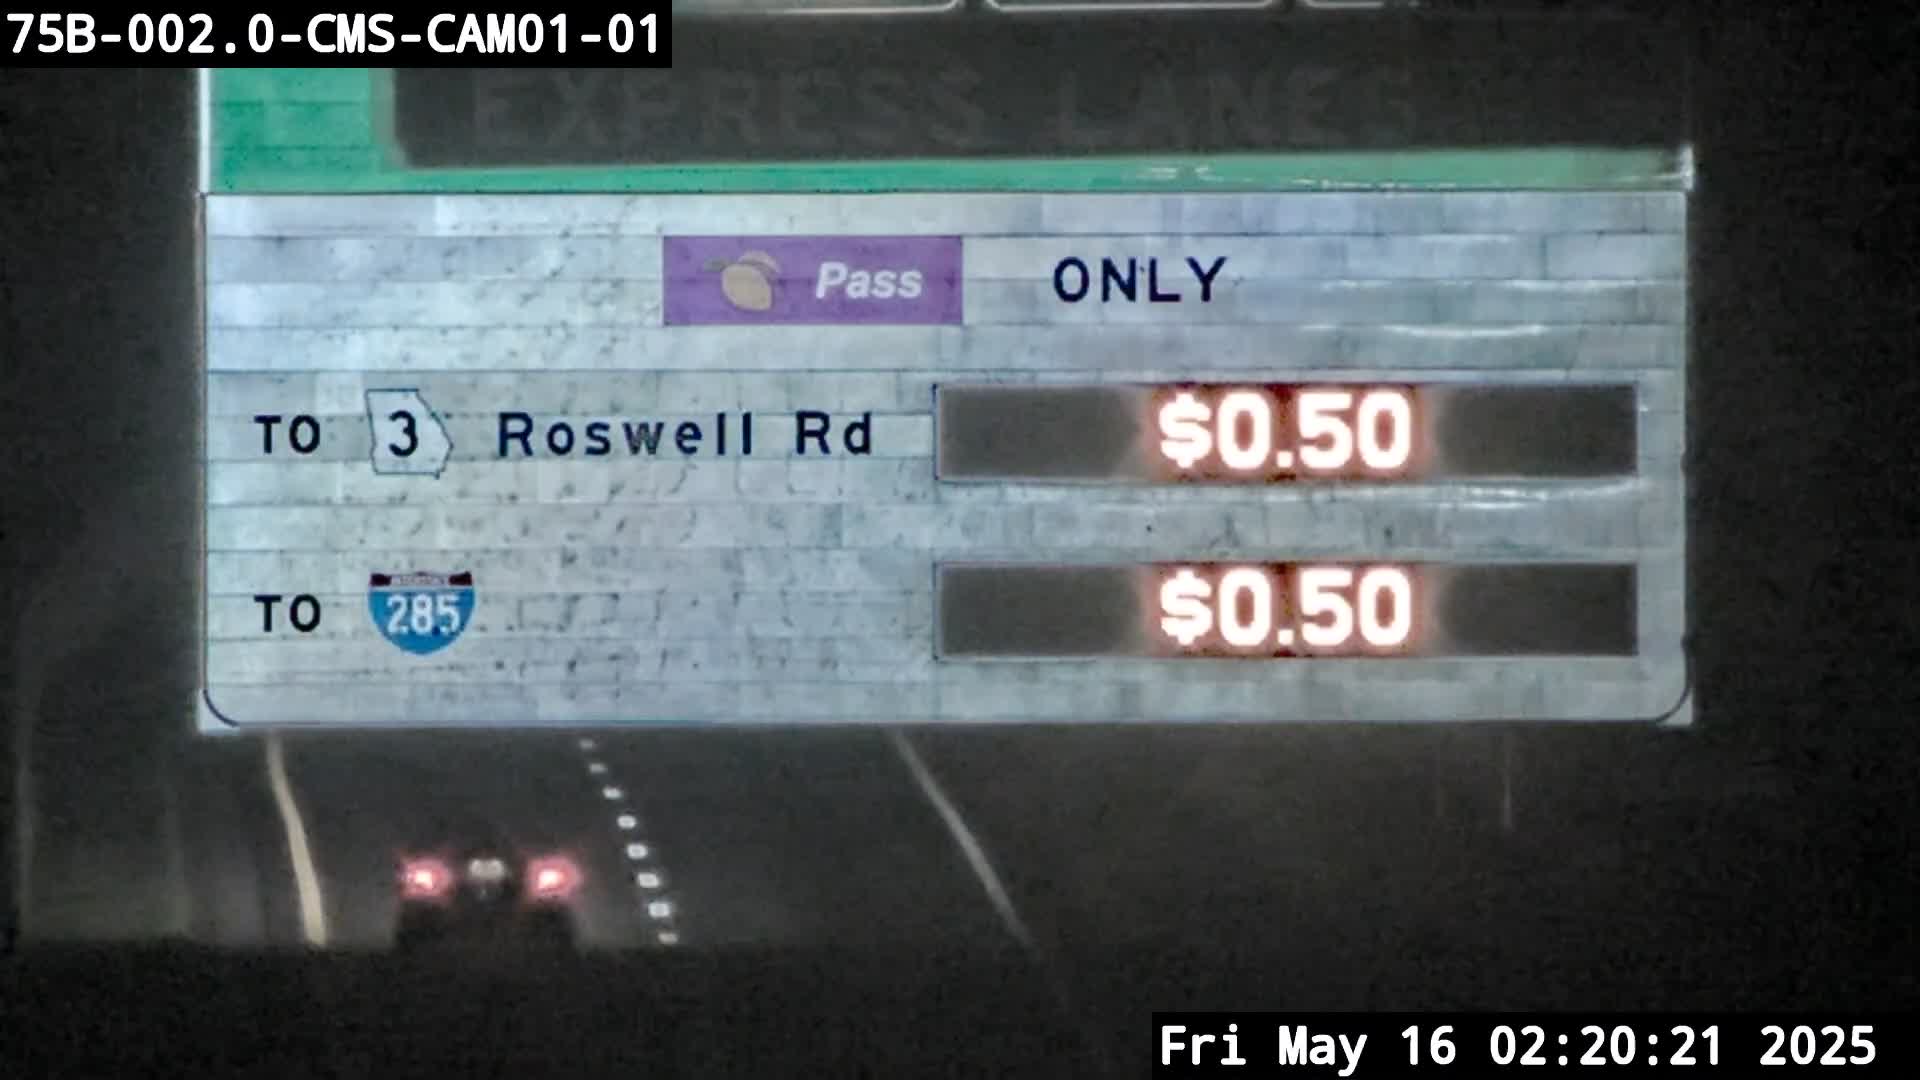 75B-002.0-CMS-CAM01-01
EXPRESS LANES
Pass ONLY
TO 3 Roswell Rd $0.50
TO 285 $0.50
Fri May 16 02:20:21 2025